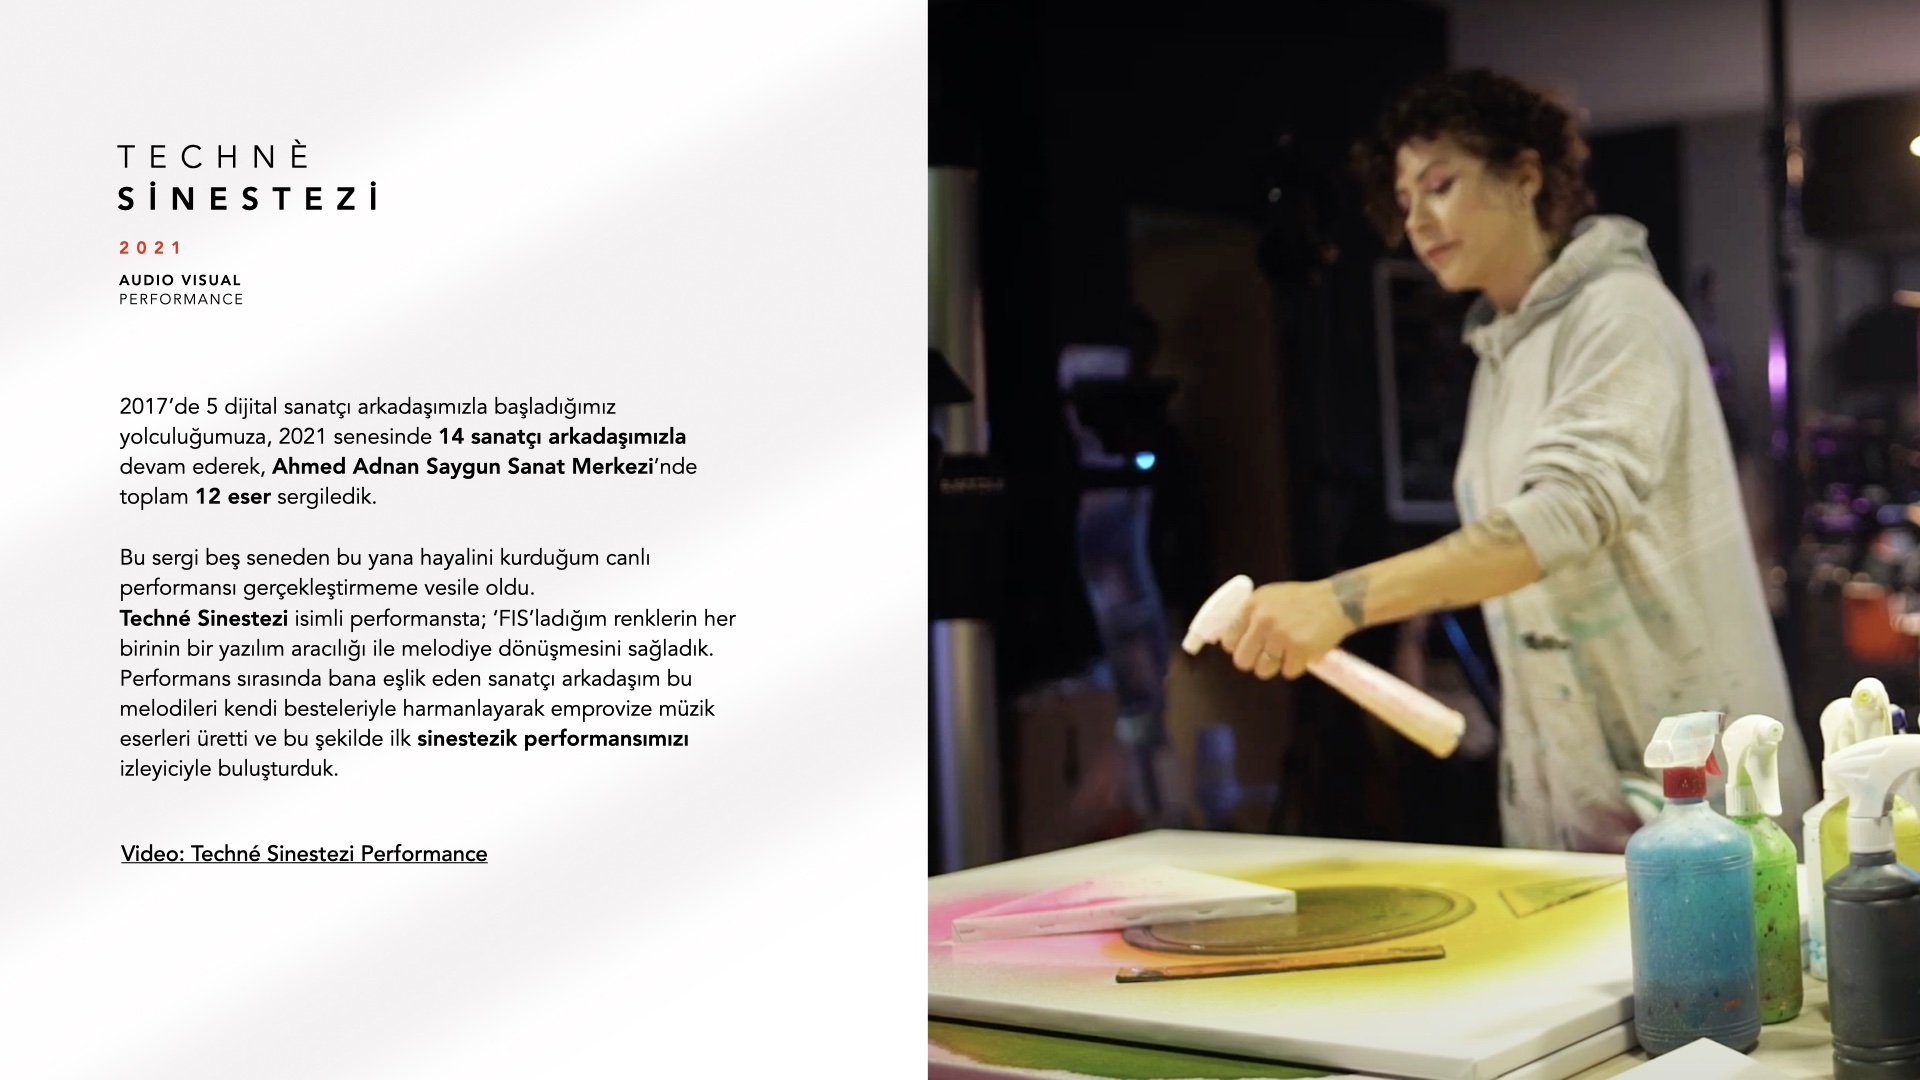 TECHNÈ
SİNESTEZİ
2021
AUDIO VISUAL
PERFORMANCE
2017’de 5 dijital sanatçı arkadaşımızla başladığımız
yolculuğumuza, 2021 senesinde 14 sanatçı arkadaşımızla
devam ederek, Ahmed Adnan Saygun Sanat Merkezi’nde
toplam 12 eser sergiledik.
Bu sergi beş seneden bu yana hayalini kurduğum canlı
performansı gerçekleştirmeme vesile oldu.
Techné Sinestezi isimli performansta; ‘FIS’ladığım renklerin her
birinin bir yazılım aracılığı ile melodiye dönüşmesini sağladık.
Performans sırasında bana eşlik eden sanatçı arkadaşım bu
melodileri kendi besteleriyle harmanlayarak emprovize müzik
eserleri üretti ve bu şekilde ilk sinestezik performansımızı
izleyiciyle buluşturduk.
Video: Techné Sinestezi Performance